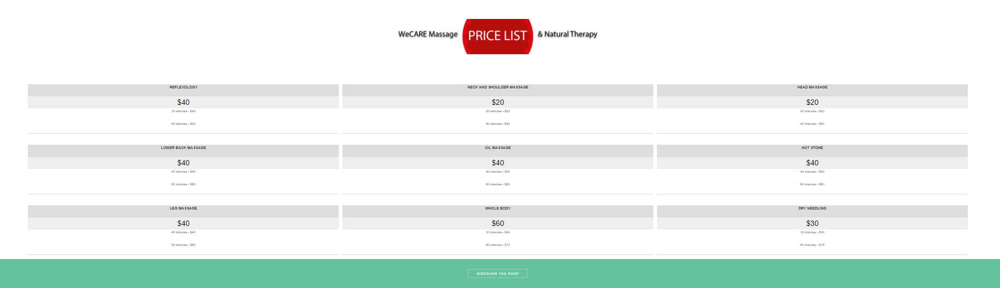 WeCARE Massage PRICE LIST & Natural Therapy
REFLEXOLOGY
$40
30 minutes - $40
40 minutes - $50
NECK AND SHOULDER MASSAGE
$20
20 minutes - $20
40 minutes - $40
HEAD MASSAGE
$20
20 minutes - $20
40 minutes - $40
LOWER BACK MASSAGE
$40
40 minutes - $40
60 minutes - $60
OIL MASSAGE
$40
40 minutes - $40
60 minutes - $60
HOT STONE
$40
40 minutes - $40
60 minutes - $60
LEG MASSAGE
$40
40 minutes - $40
60 minutes - $60
WHOLE BODY
$60
30 minutes - $40
60 minutes - $70
DRY NEEDLING
$30
30 minutes - $39
60 minutes - $78
DISCOVER THE SHOP